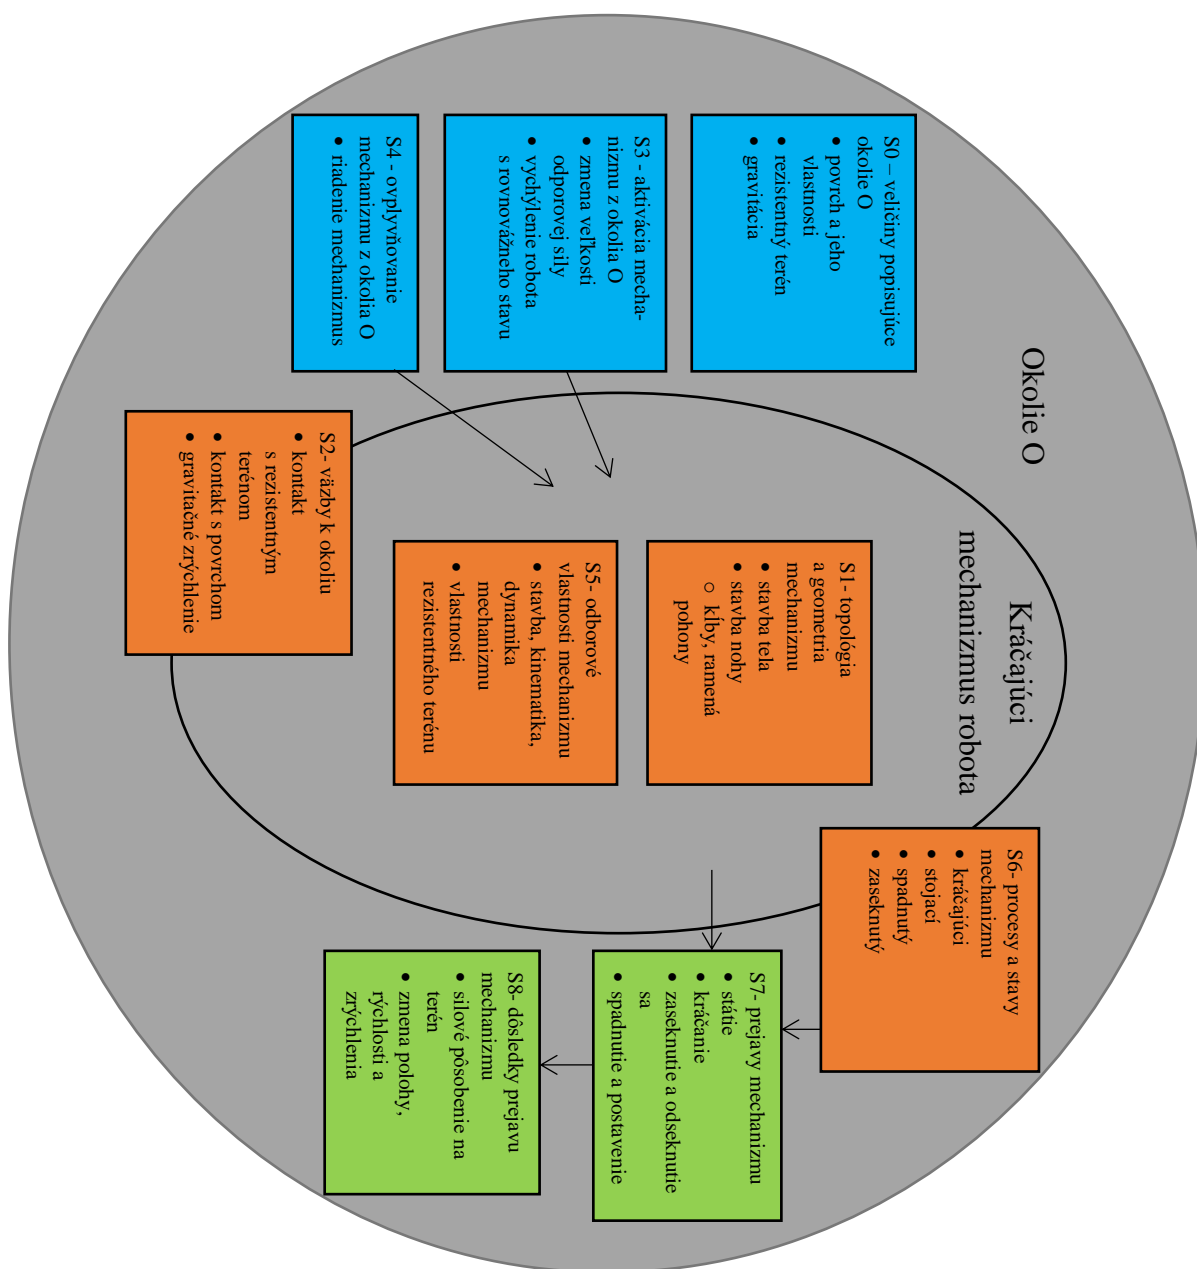 Okolie O
Kráčajúci
mechanizmus robota
S0 – veličiny popisujúce
okolie O
• povrch a jeho
vlastnosti
• rezistentný terén
• gravitácia
S3 - aktivácia mecha-
nizmu z okolia O
• zmena veľkosti
odporovej sily
• vychýlenie robota
s rovnovážneho stavu
S4 - ovplyvňovanie
mechanizmu z okolia O
• riadenie mechanizmus
S2- väzby k okoliu
• kontakt
s rezistentným
terénom
• kontakt s povrchom
• gravitačné zrýchlenie
S1- topológia
a geometria
mechanizmu
• stavba tela
• stavba nohy
○ kĺby, ramená
pohony
S5- odborové
vlastnosti mechanizmu
• stavba, kinematika,
dynamika
mechanizmu
• vlastnosti
rezistentného terénu
S6- procesy a stavy
mechanizmu
• kráčajúci
• stojací
• spadnutý
• zaseknutý
S7- prejavy mechanizmu
• státie
• kráčanie
• zaseknutie a odseknutie
sa
• spadnutie a postavenie
S8- dôsledky prejavu
mechanizmu
• silové pôsobenie na
terén
• zmena polohy,
rýchlosti a
zrýchlenia